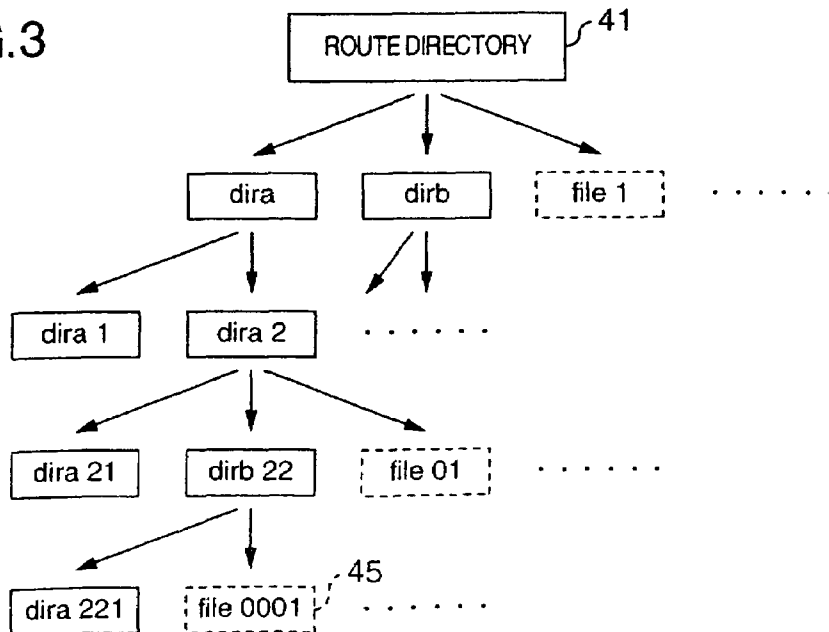 .3
ROUTE DIRECTORY
41
dira
dirb
file 1
. . . . . .
dira 1
dira 2
. . . . . .
dira 21
dirb 22
file 01
. . . . . .
dira 221
file 0001
45
. . . . . .